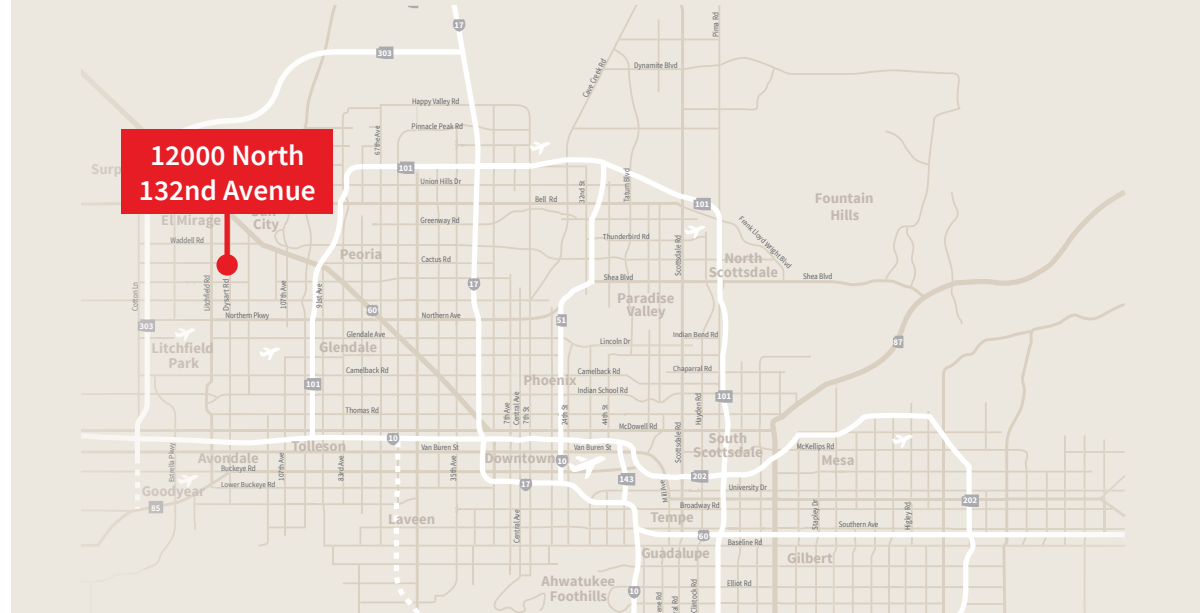 17
Pima Rd
303
Dynamite Blvd
Cave Creek Rd
Happy Valley Rd
Pinnacle Peak Rd
67the Ave
12000 North
132nd Avenue
Surp
101
Union Hills Dr
Bell Rd
32nd St
Tatum Blvd
101
Fountain
Hills
El Mirage
City
Greenway Rd
Waddell Rd
Thunderbird Rd
Scottsdale Rd
Frank Lloyd Wright Blvd
Peoria
Cactus Rd
North
Scottsdale
Shea Blvd
Shea Blvd
Cotton Ln
Litchfield Rd
Dysart Rd
107th Ave
91st Ave
17
Paradise
Valley
60
Northern Pkwy
Northern Ave
51
303
Glendale Ave
Indian Bend Rd
Lincoln Dr
87
Litchfield
Park
Glendale
Camelback Rd
Camelback Rd
Chaparral Rd
101
Phoenix
Indian School Rd
101
Thomas Rd
7th Ave
Central Ave
7th St
24th St
44th St
Hayden Rd
McDowell Rd
10
Tolleson
Van Buren St
Van Buren St
Scottsdale Rd
South
Scottsdale
McKellips Rd
Mesa
Estrella Pkwy
Avondale
Buckeye Rd
107th Ave
83rd Ave
35th Ave
Downtown
10
Lower Buckeye Rd
17
143
202
Mill Ave
University Dr
Goodyear
85
Broadway Rd
202
Laveen
Central Ave
Tempe
Stapley Dr
Southern Ave
Higley Rd
60
Baseline Rd
Guadalupe
Gilbert
Ahwatukee
Foothills
10
Elliot Rd